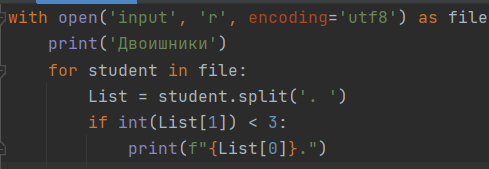 with open('input', 'r', encoding='utf8') as file
    print('Двоишники')
    for student in file:
        List = student.split('. ')
        if int(List[1]) < 3:
            print(f"{List[0]}.")